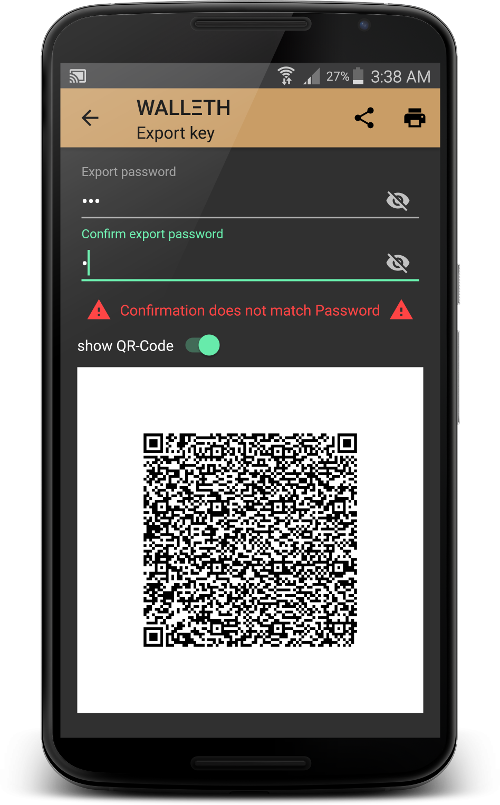 27% 3:38 AM
WALLΞTH
Export key
Export password
•••
Confirm export password
•
Confirmation does not match Password
show QR-Code